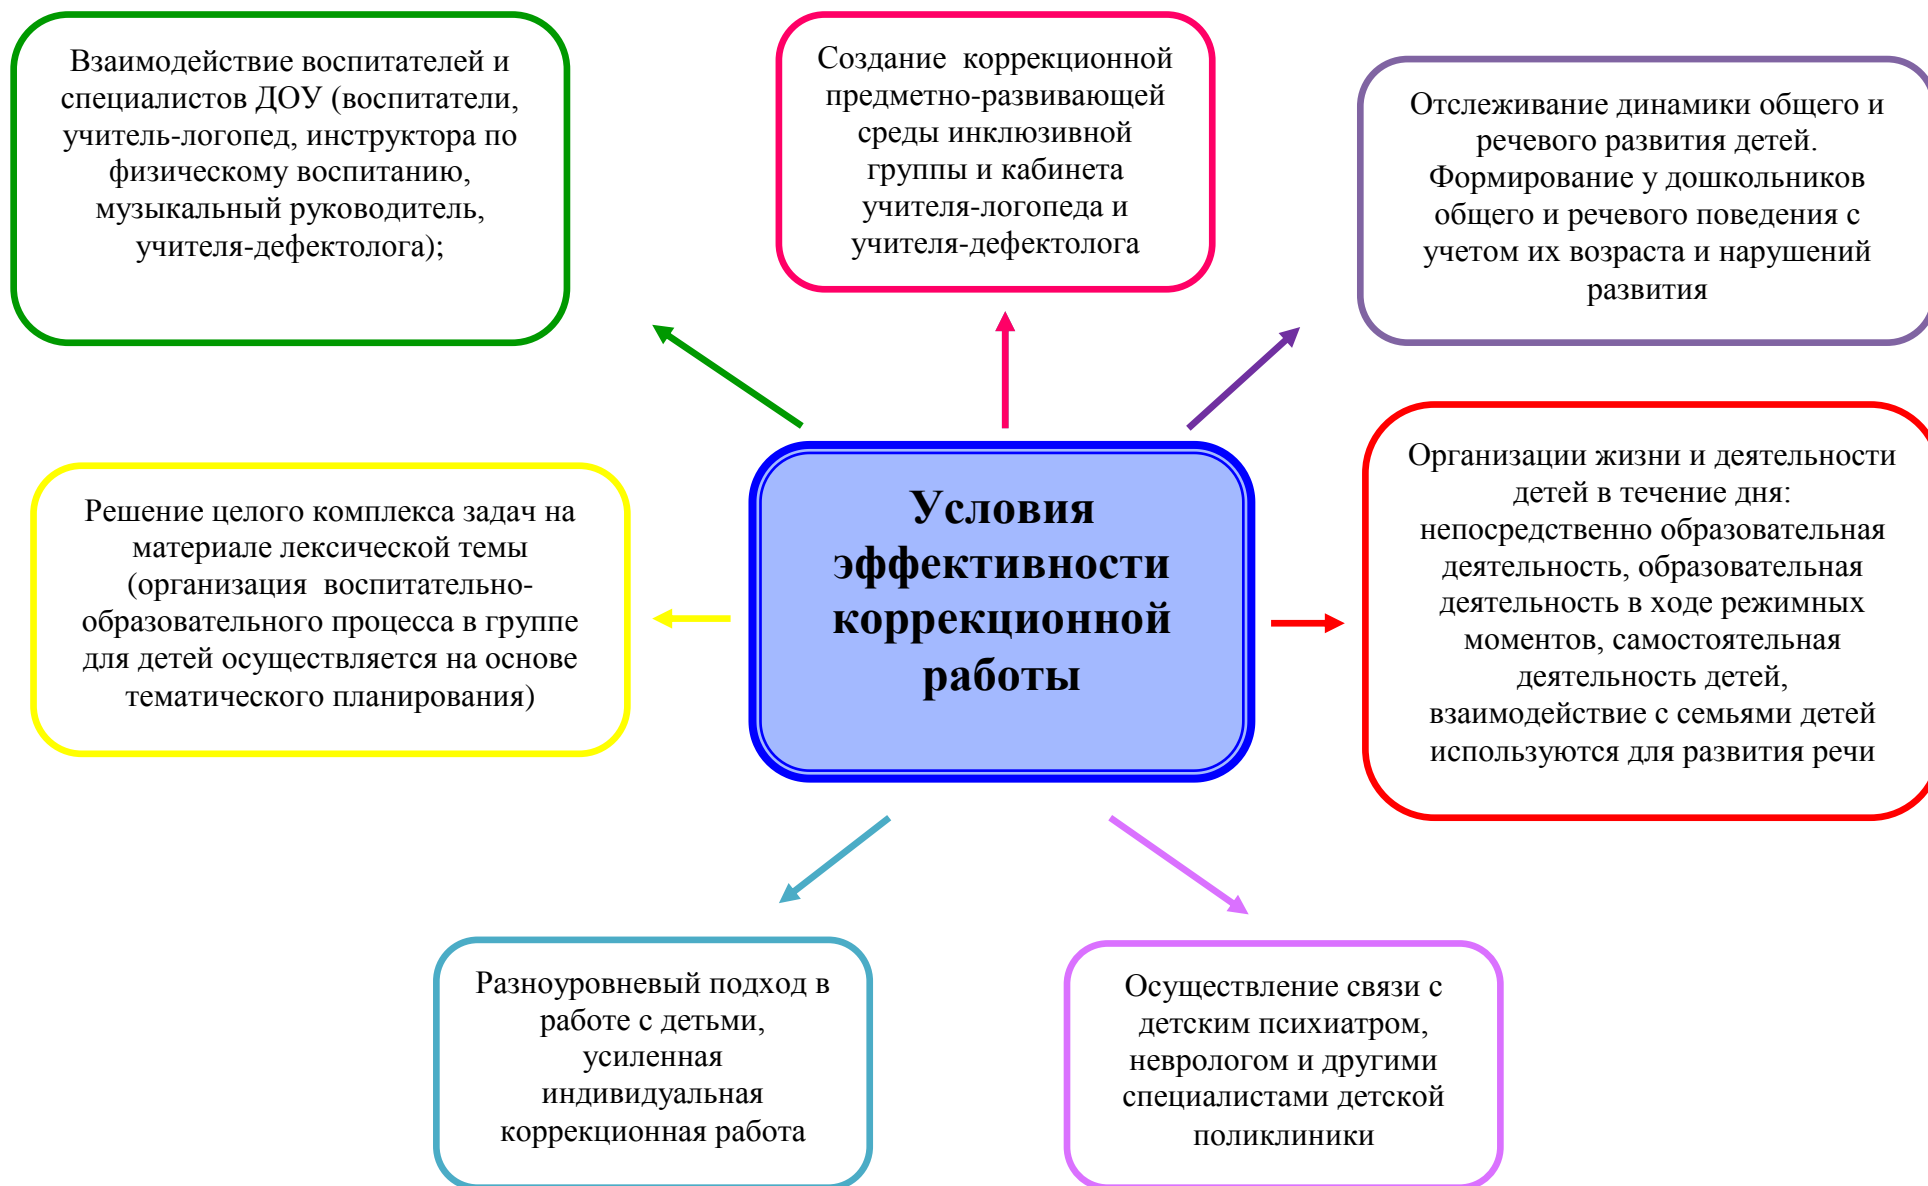 Взаимодействие воспитателей и
специалистов ДОУ (воспитатели,
учитель-логопед, инструктора по
физическому воспитанию,
музыкальный руководитель,
учителя-дефектолога);
Создание коррекционной
предметно-развивающей
среды инклюзивной
группы и кабинета
учителя-логопеда и
учителя-дефектолога
Отслеживание динамики общего и
речевого развития детей.
Формирование у дошкольников
общего и речевого поведения с
учетом их возраста и нарушений
развития
Решение целого комплекса задач на
материале лексической темы
(организация воспитательно-
образовательного процесса в группе
для детей осуществляется на основе
тематического планирования)
Условия
эффективности
коррекционной
работы
Организации жизни и деятельности
детей в течение дня:
непосредственно образовательная
деятельность, образовательная
деятельность в ходе режимных
моментов, самостоятельная
деятельность детей,
взаимодействие с семьями детей
используются для развития речи
Разноуровневый подход в
работе с детьми,
усиленная
индивидуальная
коррекционная работа
Осуществление связи с
детским психиатром,
неврологом и другими
специалистами детской
поликлиники